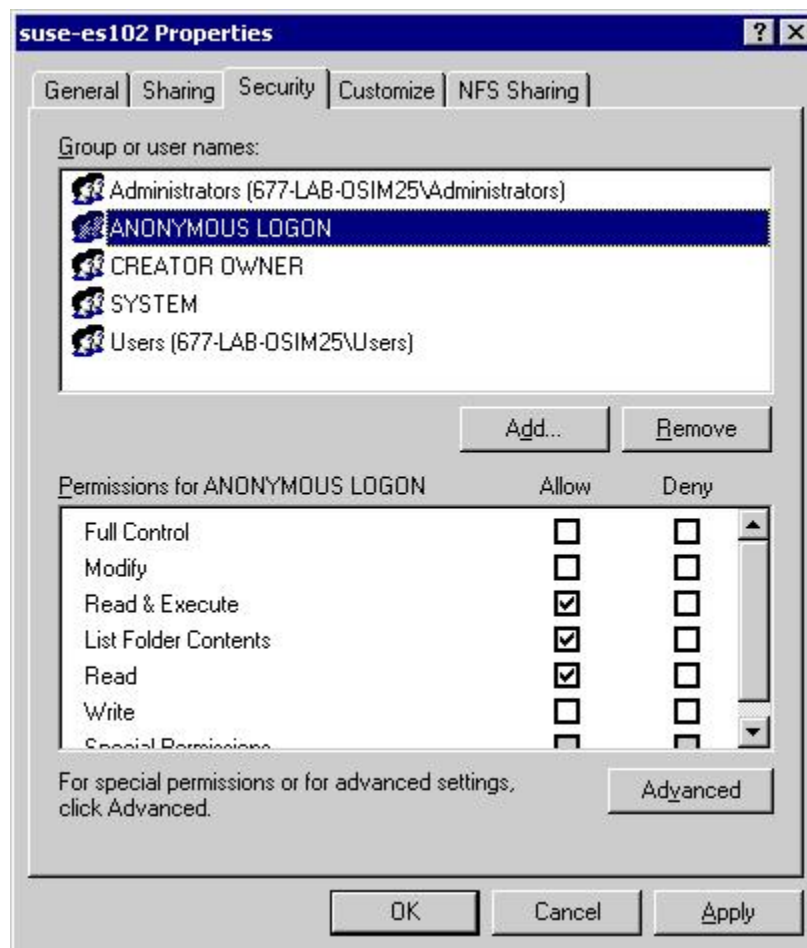 suse-es102 Properties
General Sharing Security Customize NFS Sharing
Group or user names:
Administrators (677-LAB-OSIM25\Administrators)
ANONYMOUS LOGON
CREATOR OWNER
SYSTEM
Users (677-LAB-OSIM25\Users)
Add... Remove
Permissions for ANONYMOUS LOGON Allow Deny
Full Control
Modify
Read & Execute
List Folder Contents
Read
Write
Special Permissions
For special permissions or for advanced settings,
click Advanced.
Advanced
OK Cancel Apply